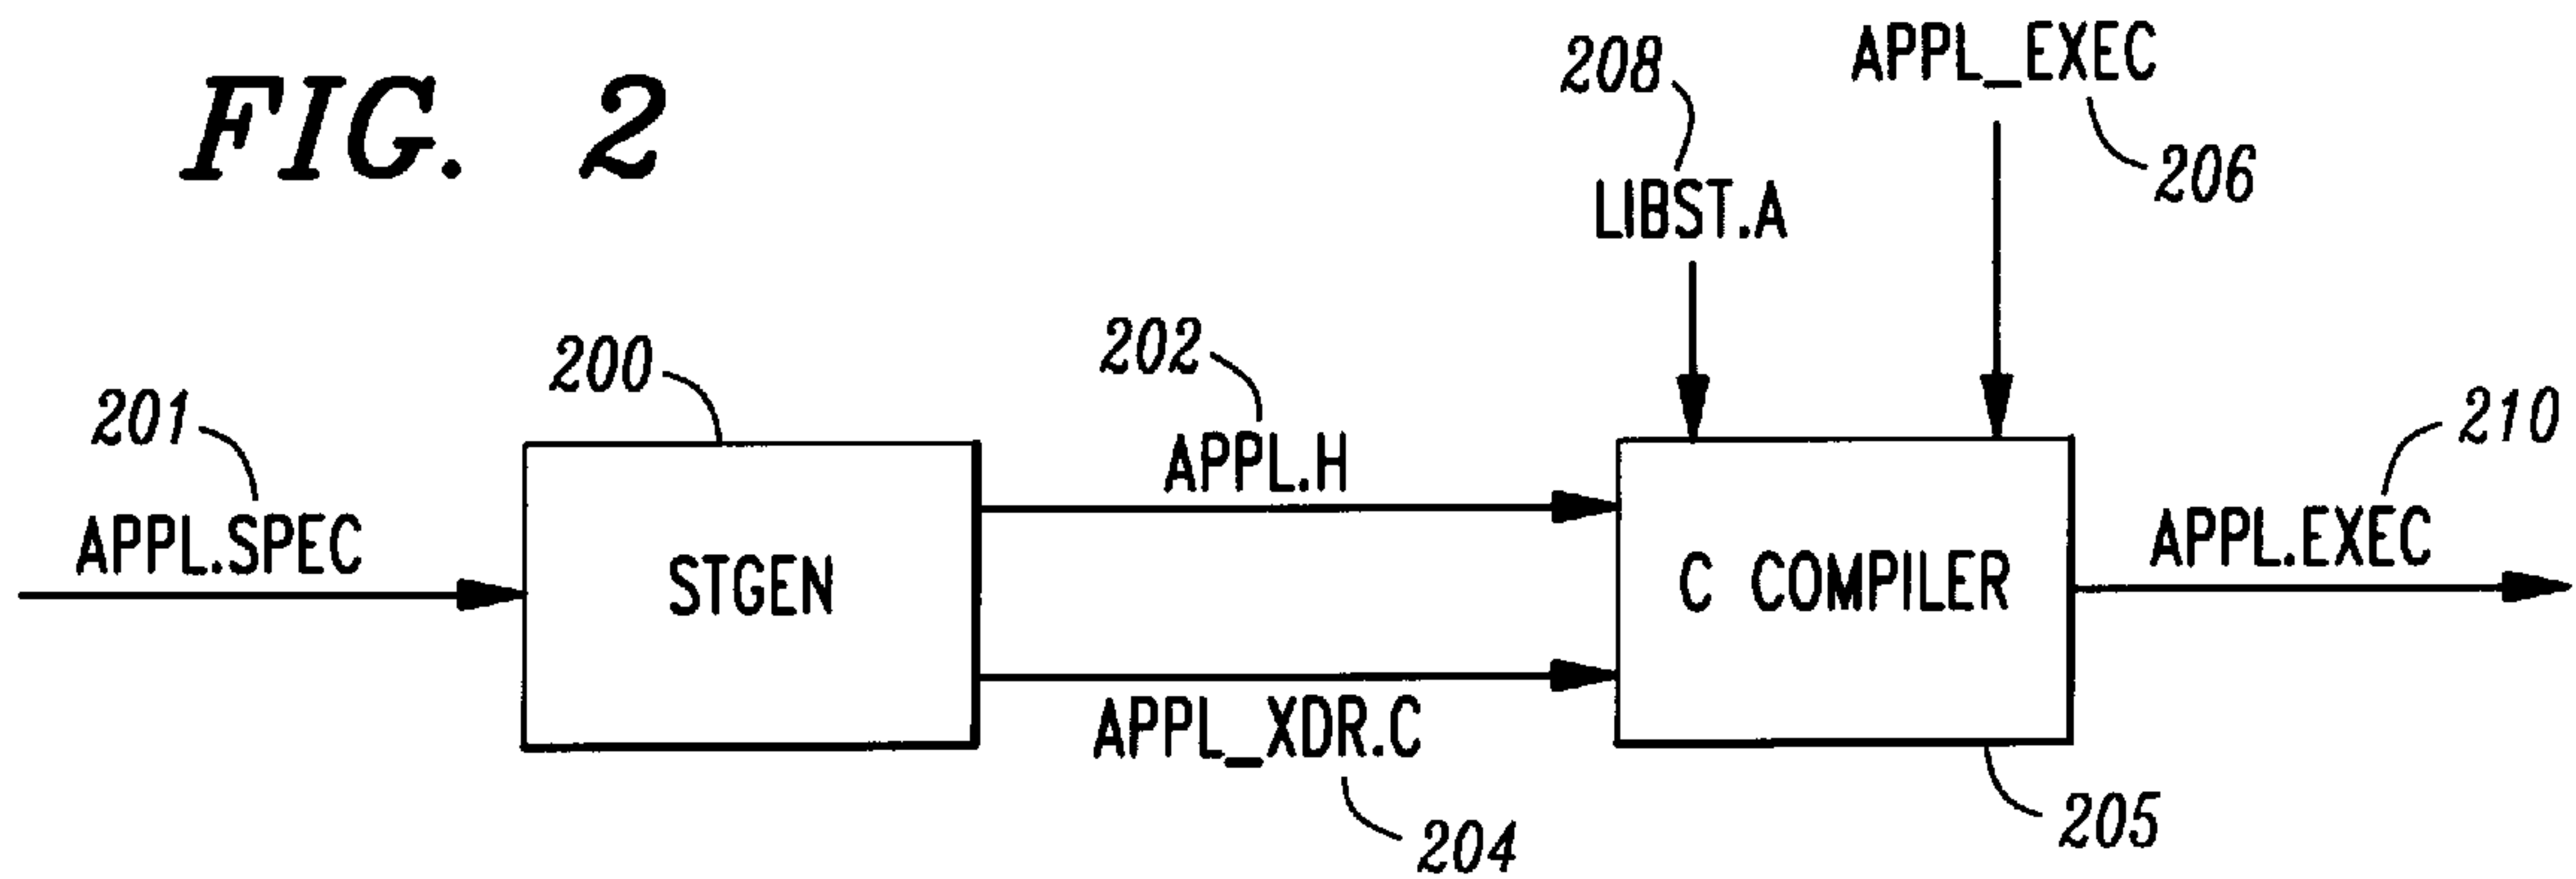 FIG. 2
208
APPL_EXEC
206
LIBST.A
201
200
202
210
APPL.SPEC
STGEN
APPL.H
C COMPILER
APPL.EXEC
APPL_XDR.C
204
205